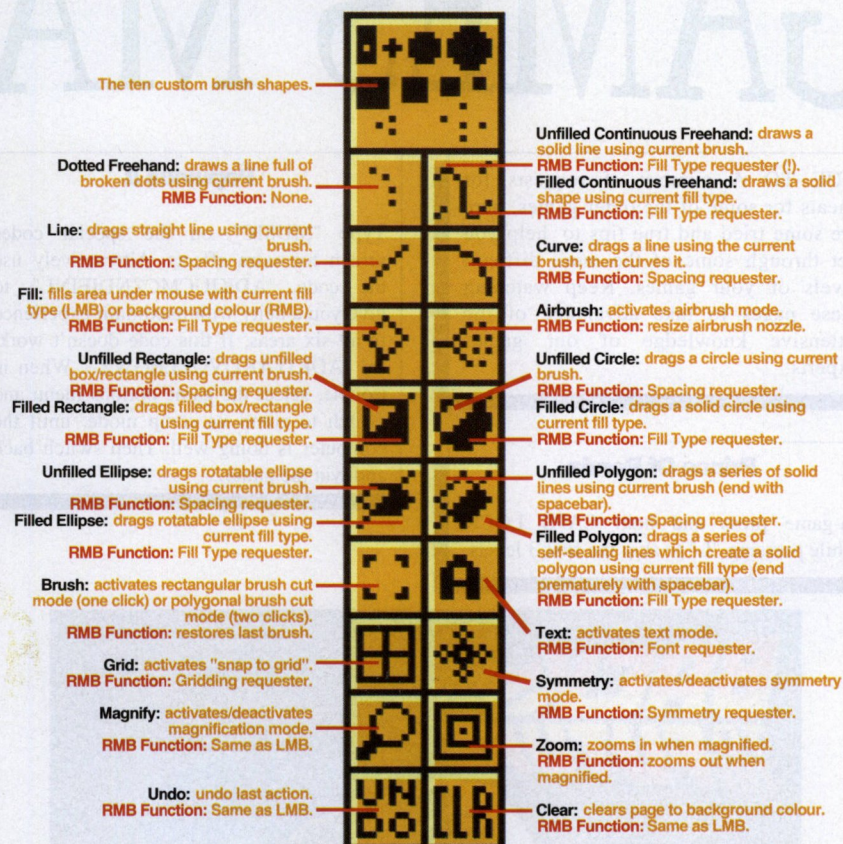 The ten custom brush shapes.
Dotted Freehand: draws a line full of
broken dots using current brush.
RMB Function: None.
Line: drags straight line using current
brush.
RMB Function: Spacing requester.
Fill: fills area under mouse with current fill
type (LMB) or background colour (RMB).
RMB Function: Fill Type requester.
Unfilled Rectangle: drags unfilled
box/rectangle using current brush.
RMB Function: Spacing requester.
Filled Rectangle: drags filled box/rectangle
using current fill type.
RMB Function: Fill Type requester.
Unfilled Ellipse: drags rotatable ellipse
using current brush.
RMB Function: Spacing requester.
Filled Ellipse: drags rotatable ellipse using
current fill type.
RMB Function: Fill Type requester.
Brush: activates rectangular brush cut
mode (one click) or polygonal brush cut
mode (two clicks).
RMB Function: restores last brush.
Grid: activates "snap to grid".
RMB Function: Gridding requester.
Magnify: activates/deactivates
magnification mode.
RMB Function: Same as LMB.
Undo: undo last action.
RMB Function: Same as LMB.
A
UN
DO
CLR
Unfilled Continuous Freehand: draws a
solid line using current brush.
RMB Function: Fill Type requester (!).
Filled Continuous Freehand: draws a solid
shape using current fill type.
RMB Function: Fill Type requester.
Curve: drags a line using the current
brush, then curves it.
RMB Function: Spacing requester.
Airbrush: activates airbrush mode.
RMB Function: resize airbrush nozzle.
Unfilled Circle: drags a circle using current
brush.
RMB Function: Spacing requester.
Filled Circle: drags a solid circle using
current fill type.
RMB Function: Fill Type requester.
Unfilled Polygon: drags a series of solid
lines using current brush (end with
spacebar).
RMB Function: Spacing requester.
Filled Polygon: drags a series of
self-sealing lines which create a solid
polygon using current fill type (end
prematurely with spacebar).
RMB Function: Fill Type requester.
Text: activates text mode.
RMB Function: Font requester.
Symmetry: activates/deactivates symmetry
mode.
RMB Function: Symmetry requester.
Zoom: zooms in when magnified.
RMB Function: zooms out when
magnified.
Clear: clears page to background colour.
RMB Function: Same as LMB.